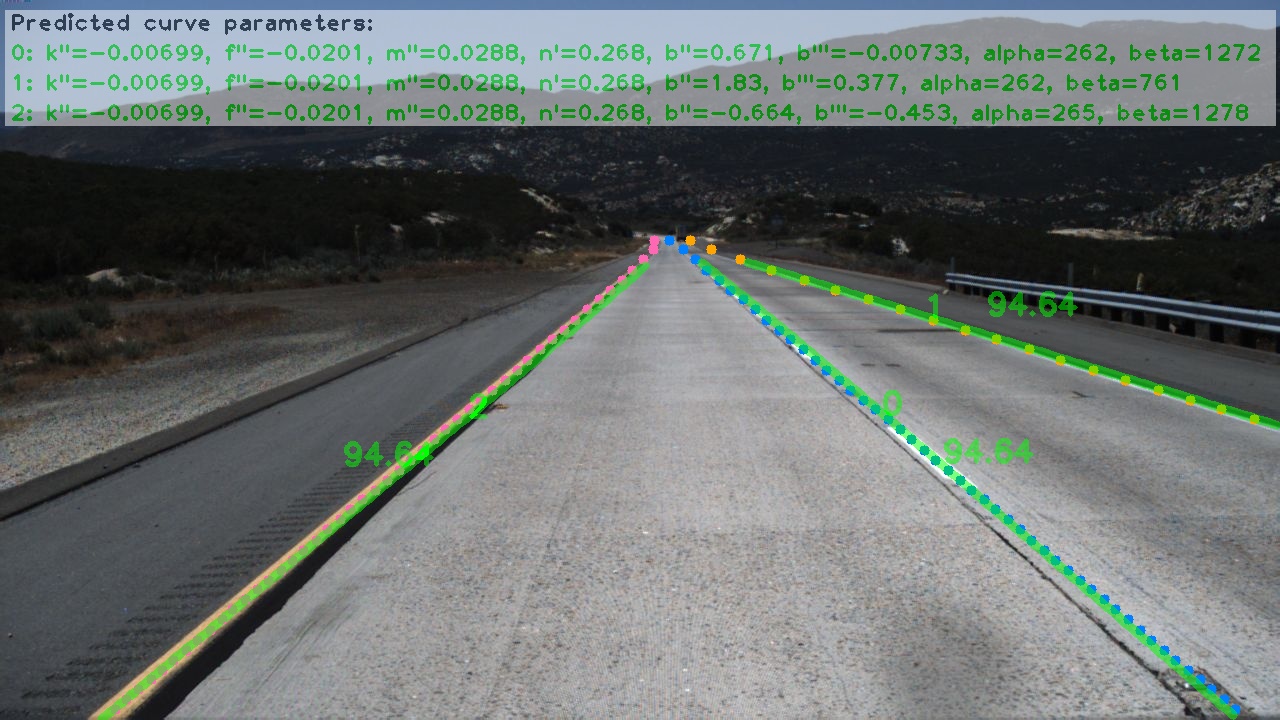 Predicted curve parameters:
0: k''=-0.00699, f''=-0.0201, m''=0.0288, n'=0.268, b''=0.671, b'''=-0.00733, alpha=262, beta=1272
1: k''=-0.00699, f''=-0.0201, m''=0.0288, n'=0.268, b''=1.83, b'''=0.377, alpha=262, beta=761
2: k''=-0.00699, f''=-0.0201, m''=0.0288, n'=0.268, b''=-0.664, b'''=-0.453, alpha=265, beta=1278
1 94.64
0
94.64 94.64